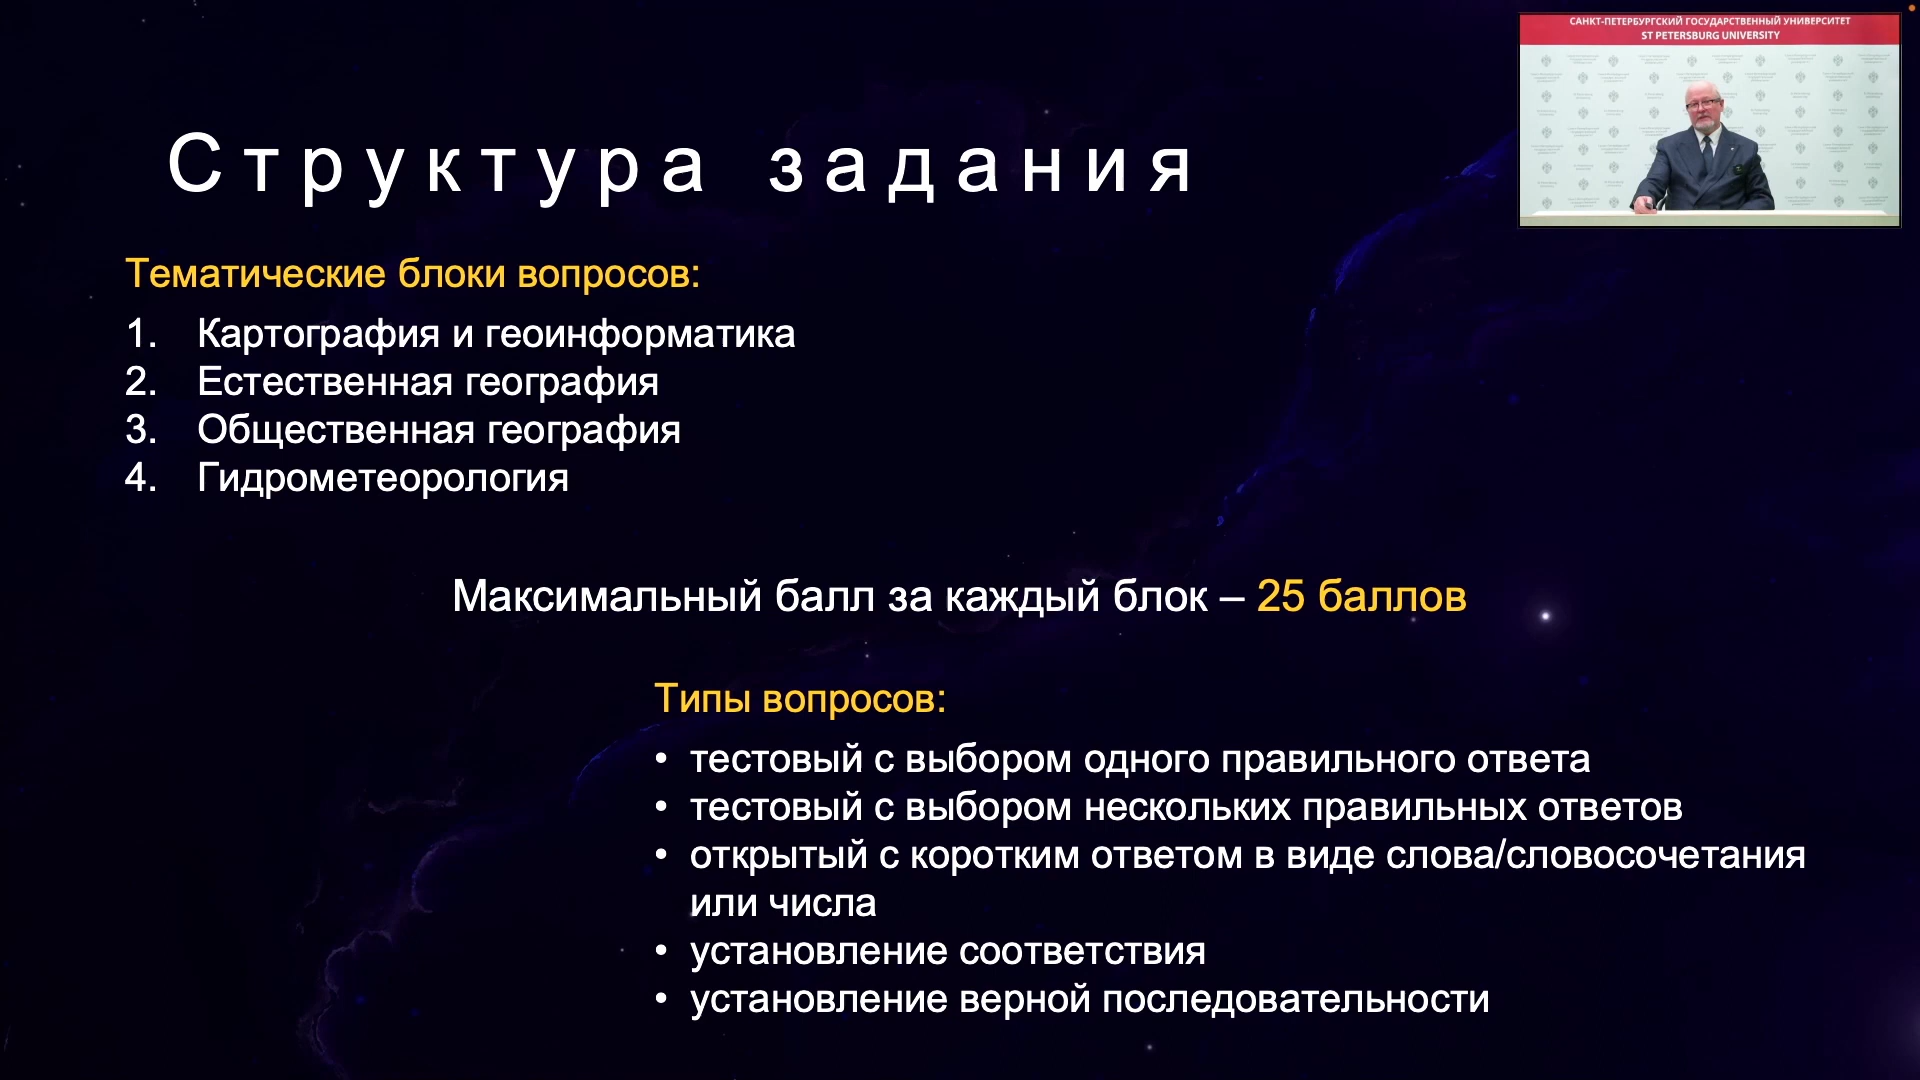 САНКТ-ПЕТЕРБУРГСКИЙ ГОСУДАРСТВЕННЫЙ УНИВЕРСИТЕТ
ST PETERSBURG UNIVERSITY
Структура задания
Тематические блоки вопросов:
1. Картография и геоинформатика
2. Естественная география
3. Общественная география
4. Гидрометеорология
Максимальный балл за каждый блок – 25 баллов
Типы вопросов:
• тестовый с выбором одного правильного ответа
• тестовый с выбором нескольких правильных ответов
• открытый с коротким ответом в виде слова/словосочетания
или числа
• установление соответствия
• установление верной последовательности